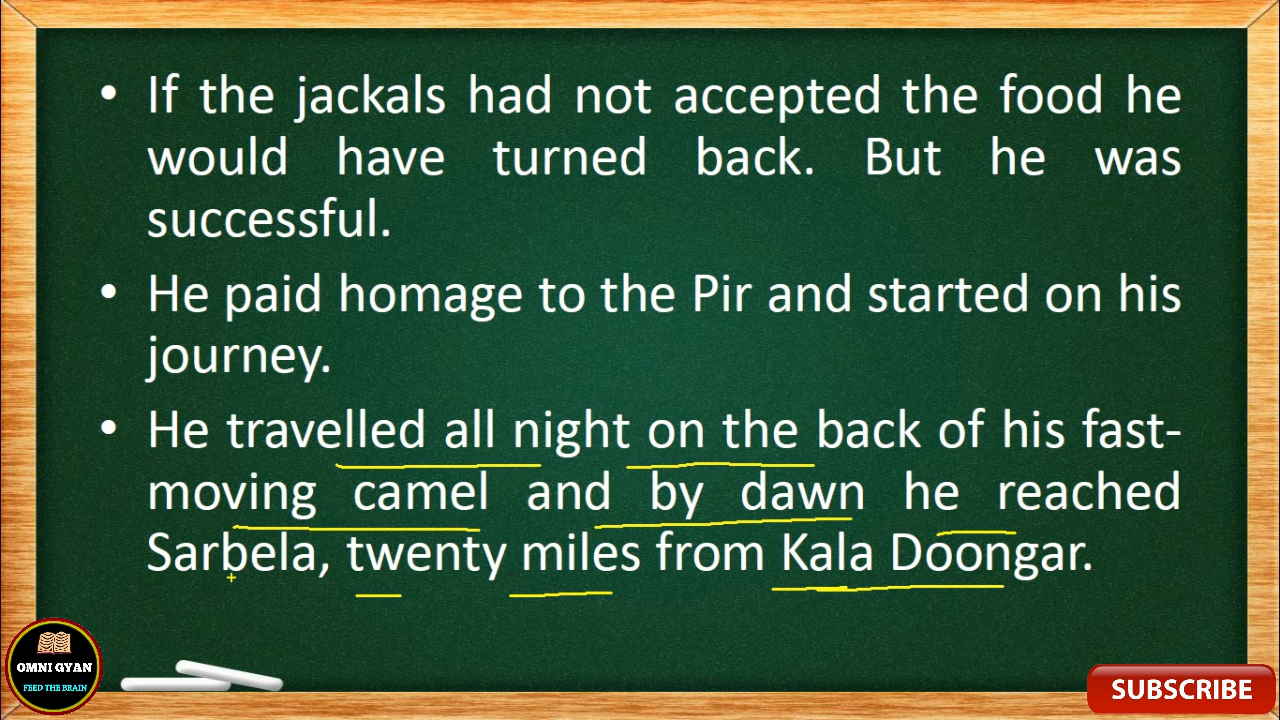 • If the jackals had not accepted the food he
would have turned back. But he was
successful.
• He paid homage to the Pir and started on his
journey.
• He travelled all night on the back of his fast-
moving camel and by dawn he reached
Sarbela, twenty miles from Kala Doongar.
OMNI GYAN
FEED THE BRAIN
SUBSCRIBE